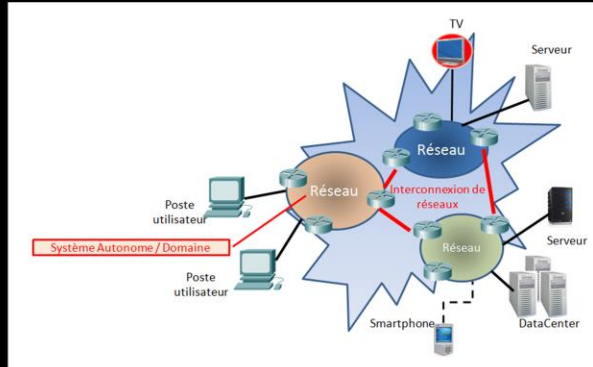 TV
Serveur
Réseau
Réseau
Interconnexion de
réseaux
Poste
utilisateur
Système Autonome / Domaine
Réseau
Serveur
Poste
utilisateur
Smartphone
DataCenter